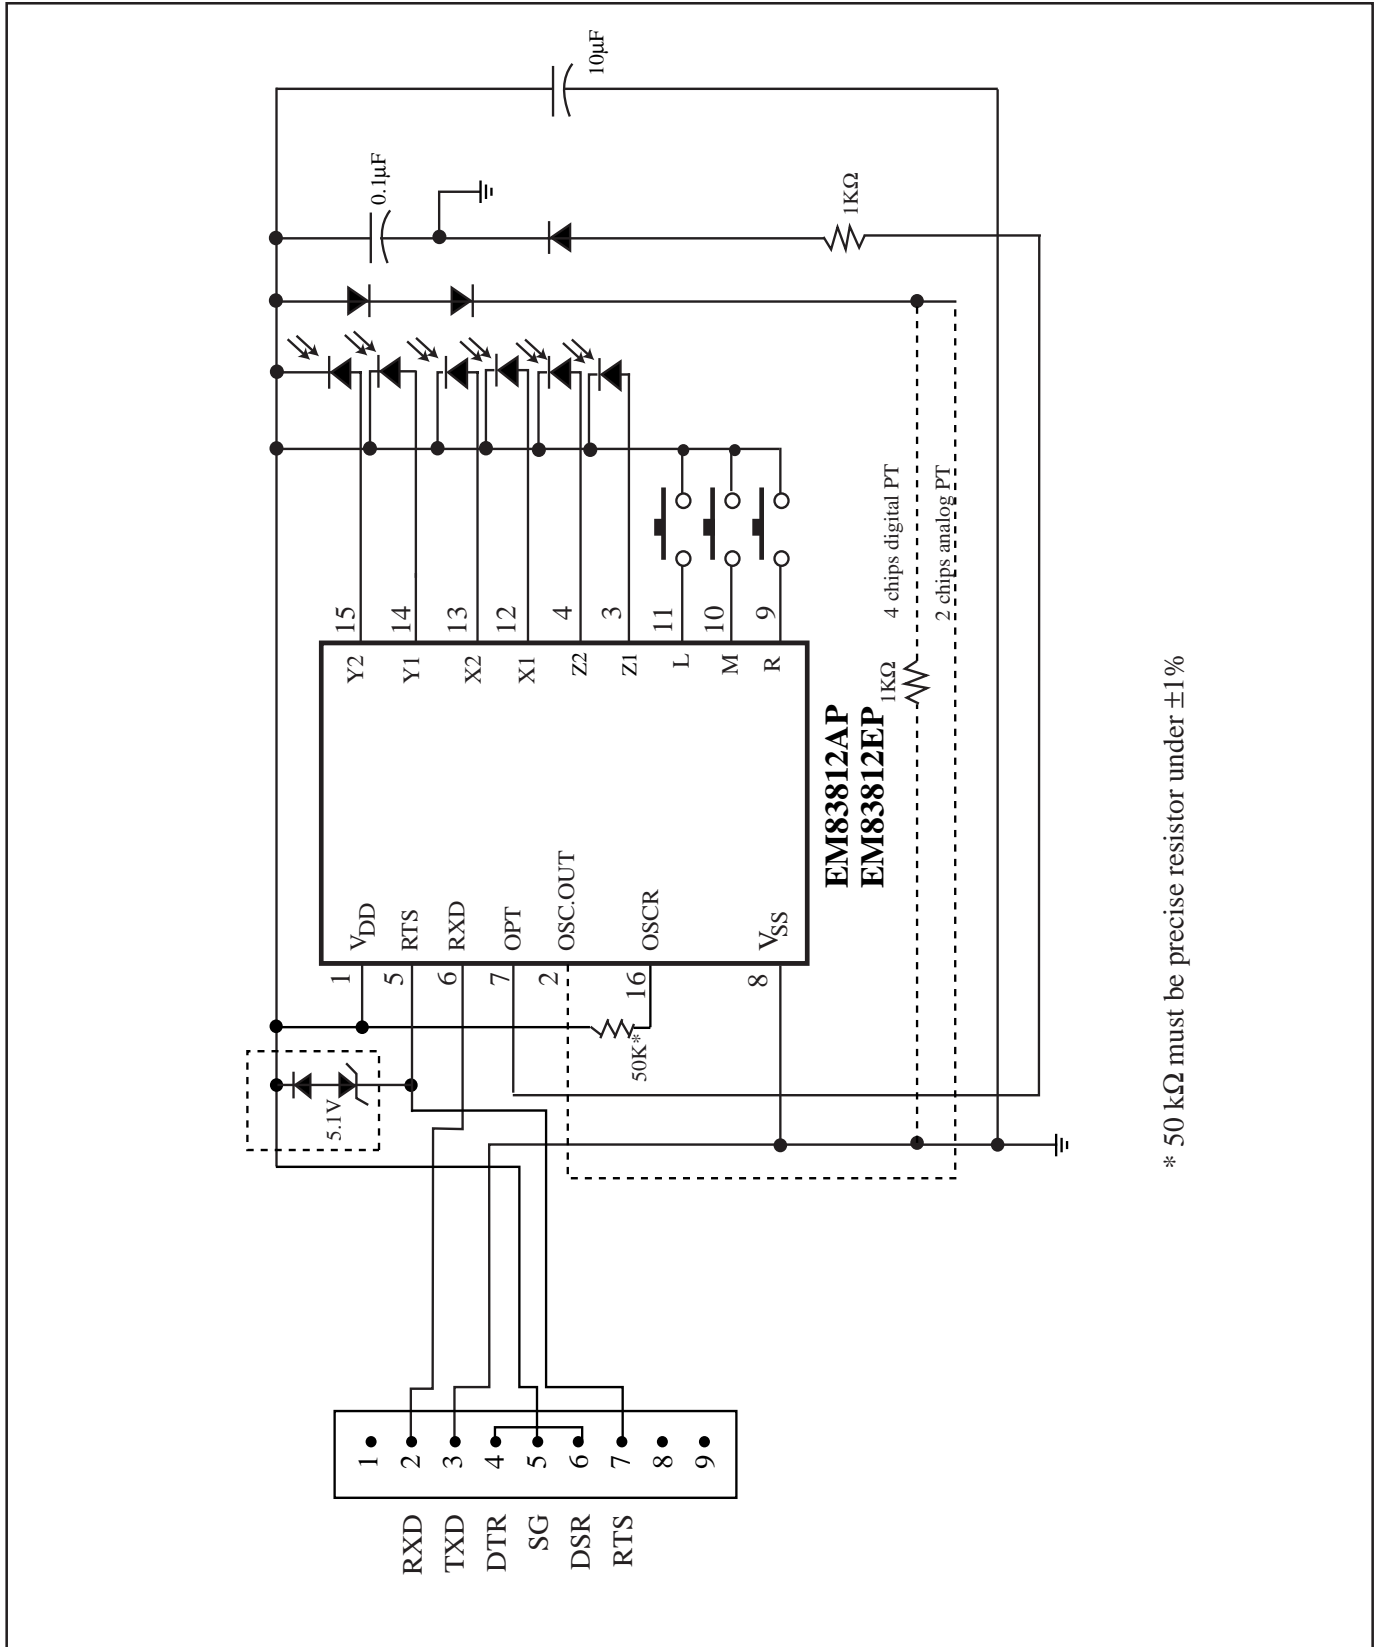 10µF
0.1µF
1KΩ
4 chips digital PT
2 chips analog PT
15
14
13
12
4
3
11
10
9
Y2
Y1
X2
X1
Z2
Z1
L
M
R
1KΩ
EM83812AP
EM83812EP
VDD
RTS
RXD
OPT
OSC.OUT
OSCR
VSS
1
5
6
7
2
16
8
50K*
5.1V
* 50 kΩ must be precise resistor under ±1%
1
2
3
4
5
6
7
8
9
RXD
TXD
DTR
SG
DSR
RTS